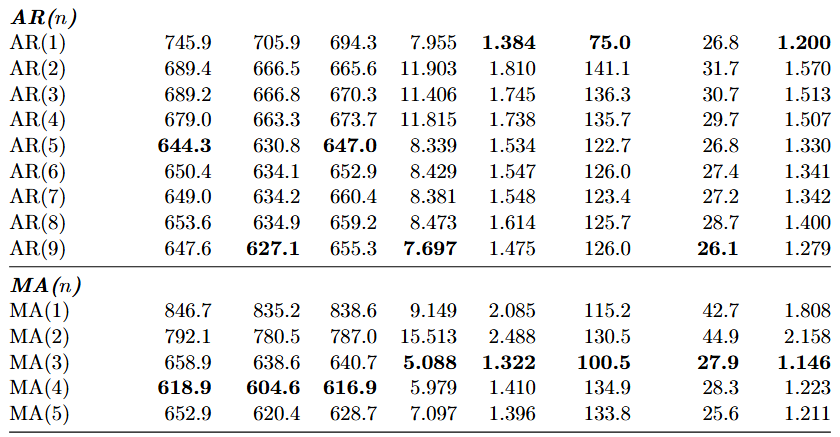 AR(n)
AR(1) 745.9 705.9 694.3 7.955 1.384 75.0 26.8 1.200
AR(2) 689.4 666.5 665.6 11.903 1.810 141.1 31.7 1.570
AR(3) 689.2 666.8 670.3 11.406 1.745 136.3 30.7 1.513
AR(4) 679.0 663.3 673.7 11.815 1.738 135.7 29.7 1.507
AR(5) 644.3 630.8 647.0 8.339 1.534 122.7 26.8 1.330
AR(6) 650.4 634.1 652.9 8.429 1.547 126.0 27.4 1.341
AR(7) 649.0 634.2 660.4 8.381 1.548 123.4 27.2 1.342
AR(8) 653.6 634.9 659.2 8.473 1.614 125.7 28.7 1.400
AR(9) 647.6 627.1 655.3 7.697 1.475 126.0 26.1 1.279
MA(n)
MA(1) 846.7 835.2 838.6 9.149 2.085 115.2 42.7 1.808
MA(2) 792.1 780.5 787.0 15.513 2.488 130.5 44.9 2.158
MA(3) 658.9 638.6 640.7 5.088 1.322 100.5 27.9 1.146
MA(4) 618.9 604.6 616.9 5.979 1.410 134.9 28.3 1.223
MA(5) 652.9 620.4 628.7 7.097 1.396 133.8 25.6 1.211